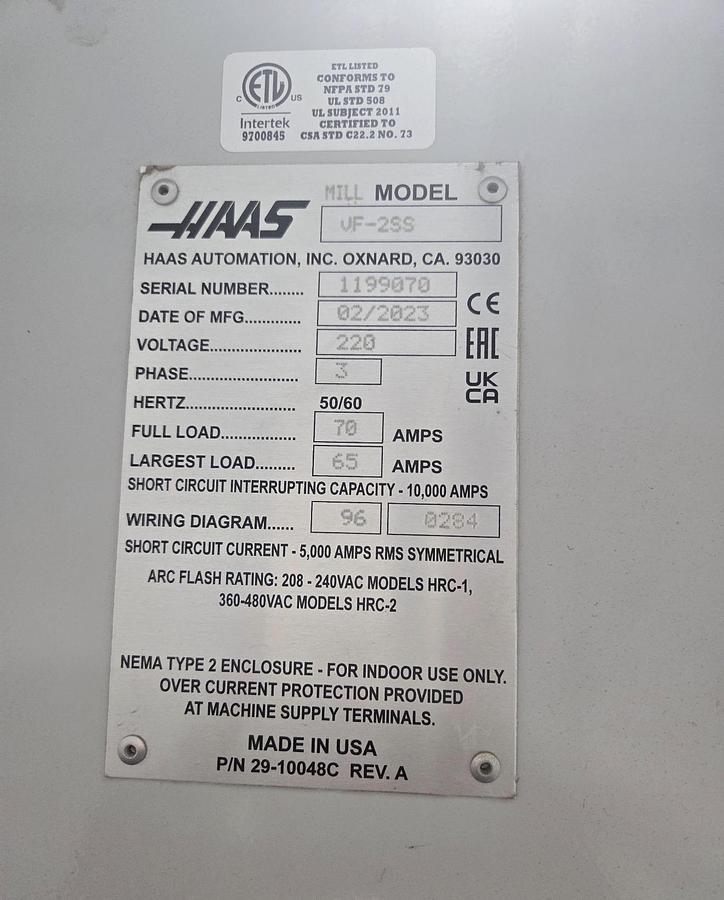 ETL LISTED
CONFORMS TO
NFPA STD 79
UL STD 508
UL SUBJECT 2011
CERTIFIED TO
CSA STD C22.2 NO. 73
ETL
LISTED
C US
Intertek
9700845
HAAS
MILL MODEL
VF-2SS
HAAS AUTOMATION, INC. OXNARD, CA. 93030
SERIAL NUMBER........ 1199070
DATE OF MFG............. 02/2023
VOLTAGE...................... 220
PHASE.......................... 3
HERTZ.......................... 50/60
FULL LOAD.................. 70 AMPS
LARGEST LOAD......... 65 AMPS
SHORT CIRCUIT INTERRUPTING CAPACITY - 10,000 AMPS
WIRING DIAGRAM...... 96 0284
SHORT CIRCUIT CURRENT - 5,000 AMPS RMS SYMMETRICAL
ARC FLASH RATING: 208 - 240VAC MODELS HRC-1,
360-480VAC MODELS HRC-2
NEMA TYPE 2 ENCLOSURE - FOR INDOOR USE ONLY.
OVER CURRENT PROTECTION PROVIDED
AT MACHINE SUPPLY TERMINALS.
MADE IN USA
P/N 29-10048C REV. A
CE
EAC
UK
CA